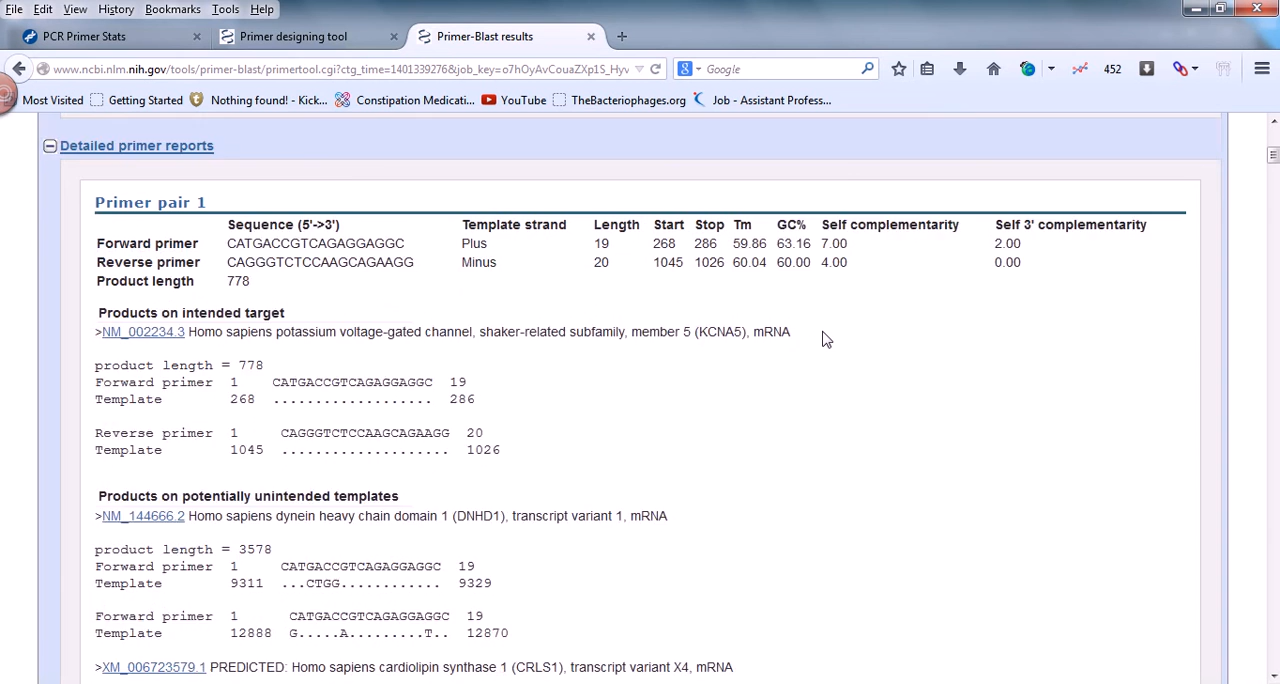 File Edit View History Bookmarks Tools Help
PCR Primer Stats × Primer designing tool × Primer-Blast results × +
www.ncbi.nlm.nih.gov/tools/primer-blast/primertool.cgi?ctg_time=1401339276&job_key=o7hOyAvCouaZXp1S_Hyv Google 452
Most Visited Getting Started Nothing found! - Kick... Constipation Medicati... YouTube TheBacteriophages.org Job - Assistant Profess...
Detailed primer reports
Primer pair 1
Sequence (5'->3') Template strand Length Start Stop Tm GC% Self complementarity Self 3' complementarity
Forward primer CATGACCGTCAGAGGAGGC Plus 19 268 286 59.86 63.16 7.00 2.00
Reverse primer CAGGGTCTCCAAGCAGAAGG Minus 20 1045 1026 60.04 60.00 4.00 0.00
Product length 778
Products on intended target
>NM_002234.3 Homo sapiens potassium voltage-gated channel, shaker-related subfamily, member 5 (KCNA5), mRNA
product length = 778
Forward primer 1 CATGACCGTCAGAGGAGGC 19
Template 268 ................... 286
Reverse primer 1 CAGGGTCTCCAAGCAGAAGG 20
Template 1045 .................... 1026
Products on potentially unintended templates
>NM_144666.2 Homo sapiens dynein heavy chain domain 1 (DNHD1), transcript variant 1, mRNA
product length = 3578
Forward primer 1 CATGACCGTCAGAGGAGGC 19
Template 9311 ...CTGG............ 9329
Forward primer 1 CATGACCGTCAGAGGAGGC 19
Template 12888 G.....A.........T.. 12870
>XM_006723579.1 PREDICTED: Homo sapiens cardiolipin synthase 1 (CRLS1), transcript variant X4, mRNA